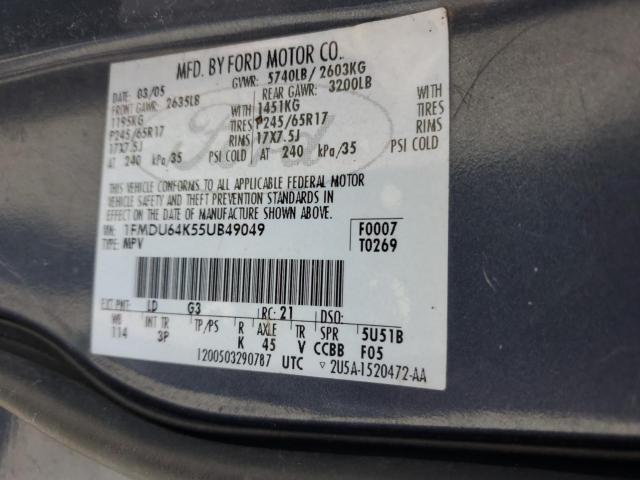 MFD. BY FORD MOTOR CO.
DATE: 03/05 GVWR: 5740LB/ 2603KG
FRONT GAWR: 2635LB REAR GAWR: 3200LB
1195KG 1451KG
P245/65R17 TIRES P245/65R17 TIRES
17X7.5J RIMS 17X7.5J RIMS
AT 240 kPa/35 PSI COLD AT 240 kPa/35 PSI COLD
Ford
THIS VEHICLE CONFORMS TO ALL APPLICABLE FEDERAL MOTOR
VEHICLE SAFETY AND THEFT PREVENTION STANDARDS IN
EFFECT ON THE DATE OF MANUFACTURE SHOWN ABOVE.
VIN: 1FMDU64K55UB49049 F0007
TYPE: MPV T0269
EXT PNT: LD G3 RC: 21 DSO:
WB INT TR TP/PS R AXLE TR SPR 5U51B
114 3P K 45 V CCBB F05
1200503290787 UTC ▽ 2U5A-1520472-AA